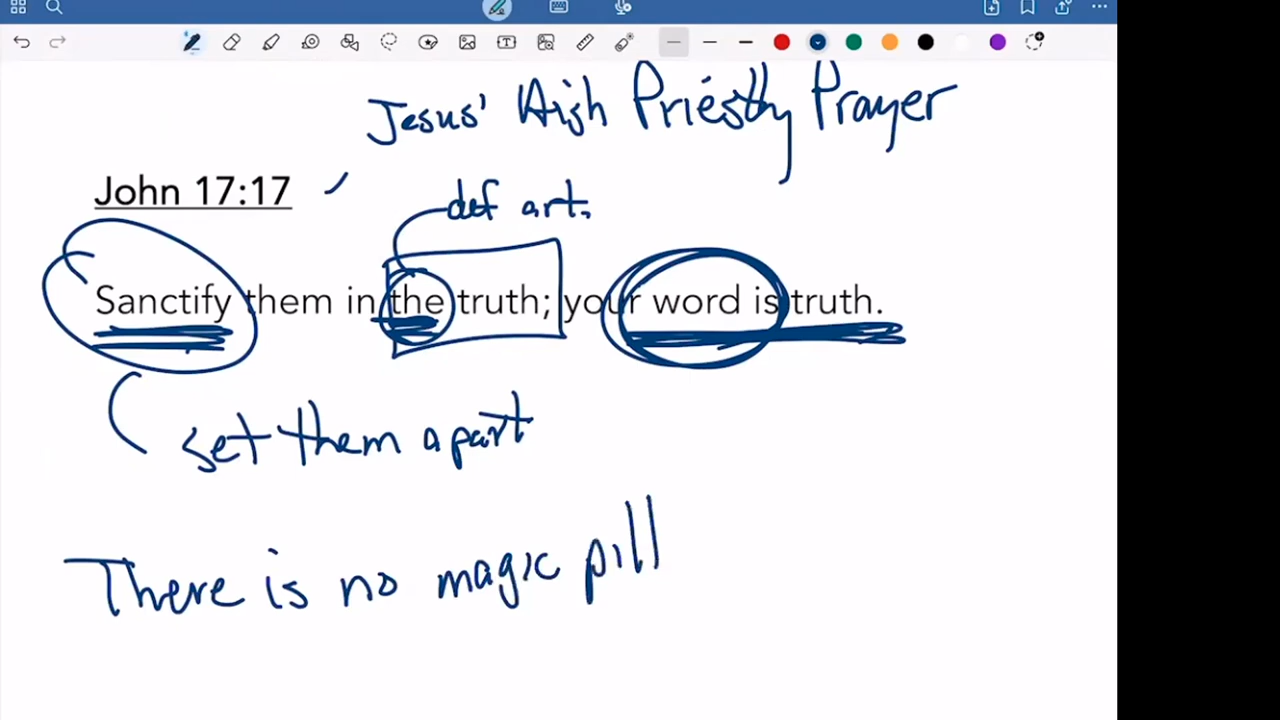 Jesus' High Priestly Prayer
John 17:17
def art.
Sanctify them in the truth; your word is truth.
set them apart
There is no magic pill